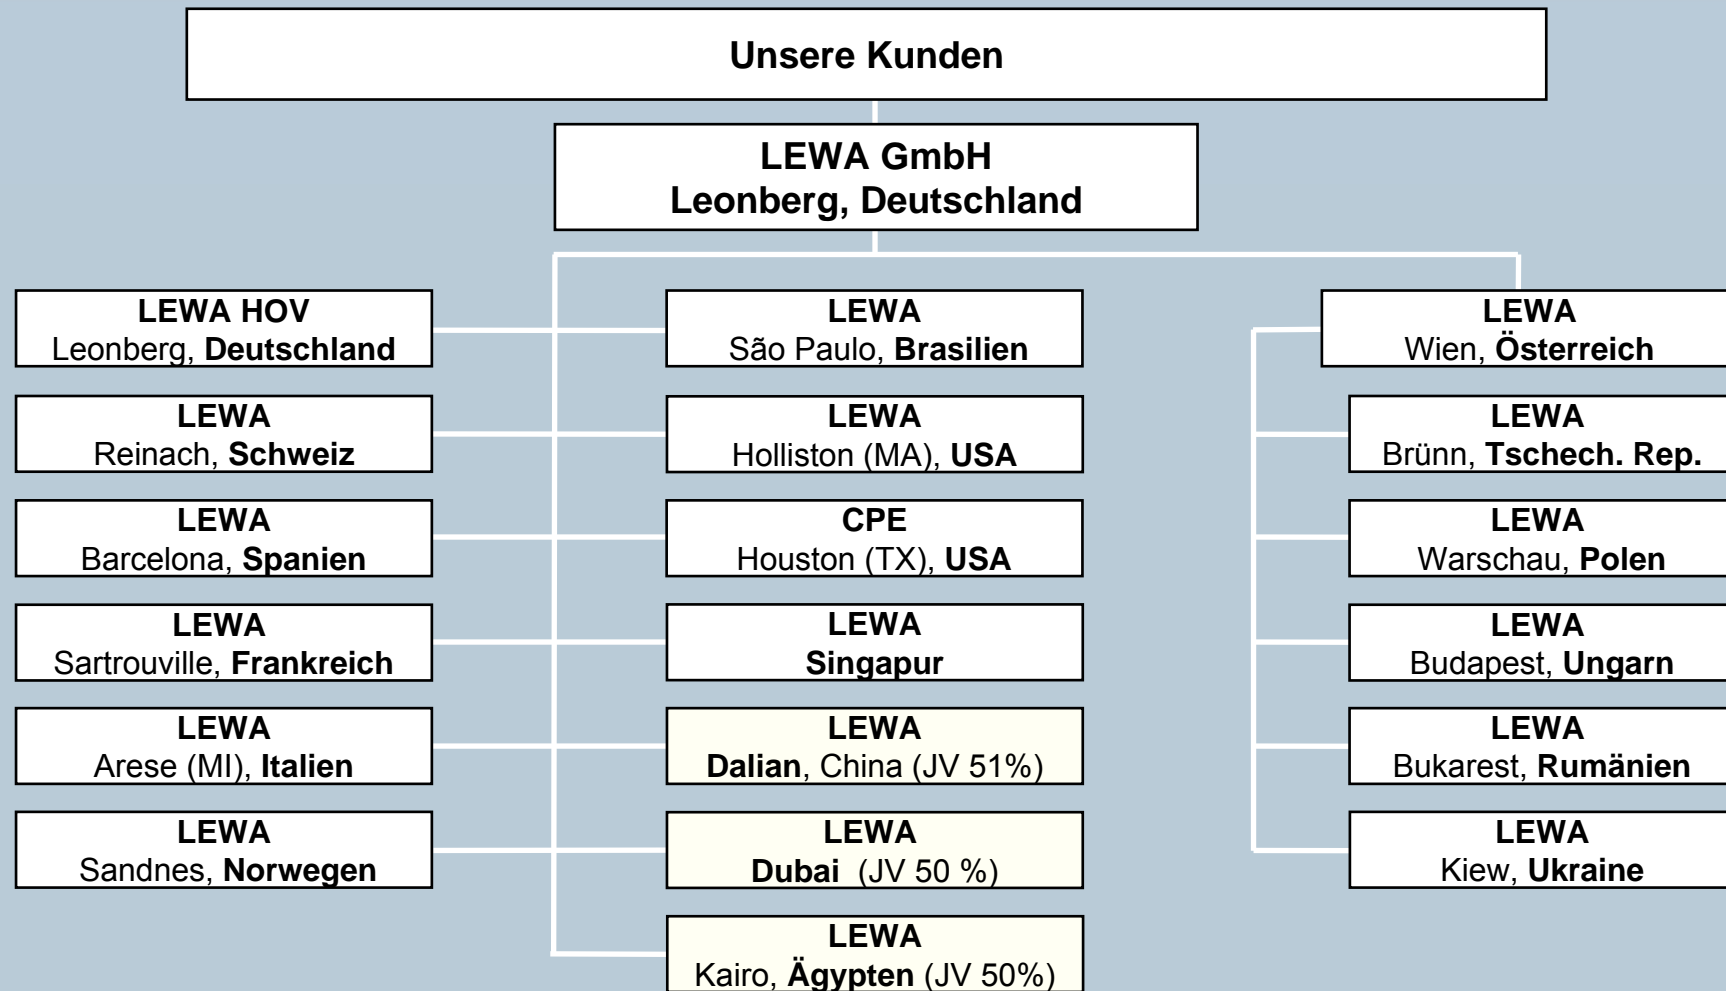 Unsere Kunden
LEWA GmbH
Leonberg, Deutschland
LEWA HOV
Leonberg, Deutschland
LEWA
Reinach, Schweiz
LEWA
Barcelona, Spanien
LEWA
Sartrouville, Frankreich
LEWA
Arese (MI), Italien
LEWA
Sandnes, Norwegen
LEWA
São Paulo, Brasilien
LEWA
Holliston (MA), USA
CPE
Houston (TX), USA
LEWA
Singapur
LEWA
Dalian, China (JV 51%)
LEWA
Dubai (JV 50 %)
LEWA
Kairo, Ägypten (JV 50%)
LEWA
Wien, Österreich
LEWA
Brünn, Tschech. Rep.
LEWA
Warschau, Polen
LEWA
Budapest, Ungarn
LEWA
Bukarest, Rumänien
LEWA
Kiew, Ukraine